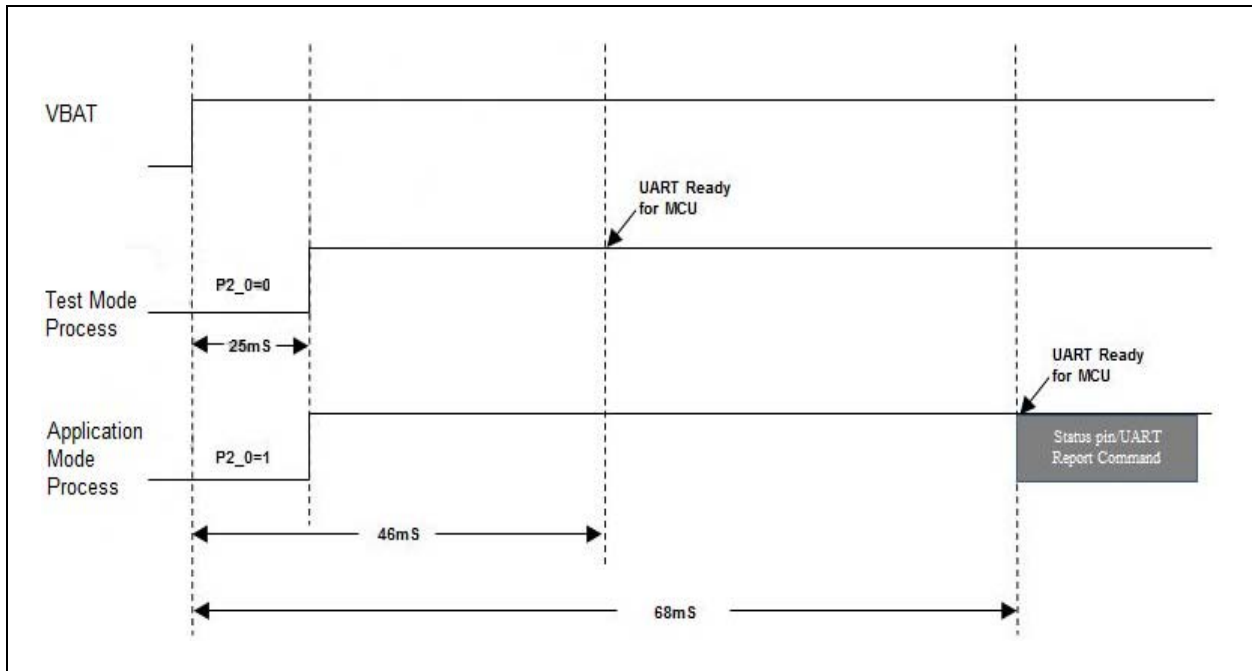 VBAT
UART Ready
for MCU
P2_0=0
Test Mode
Process
25mS
UART Ready
for MCU
Application
Mode
Process
P2_0=1
Status pin/UART
Report Command
46mS
68mS